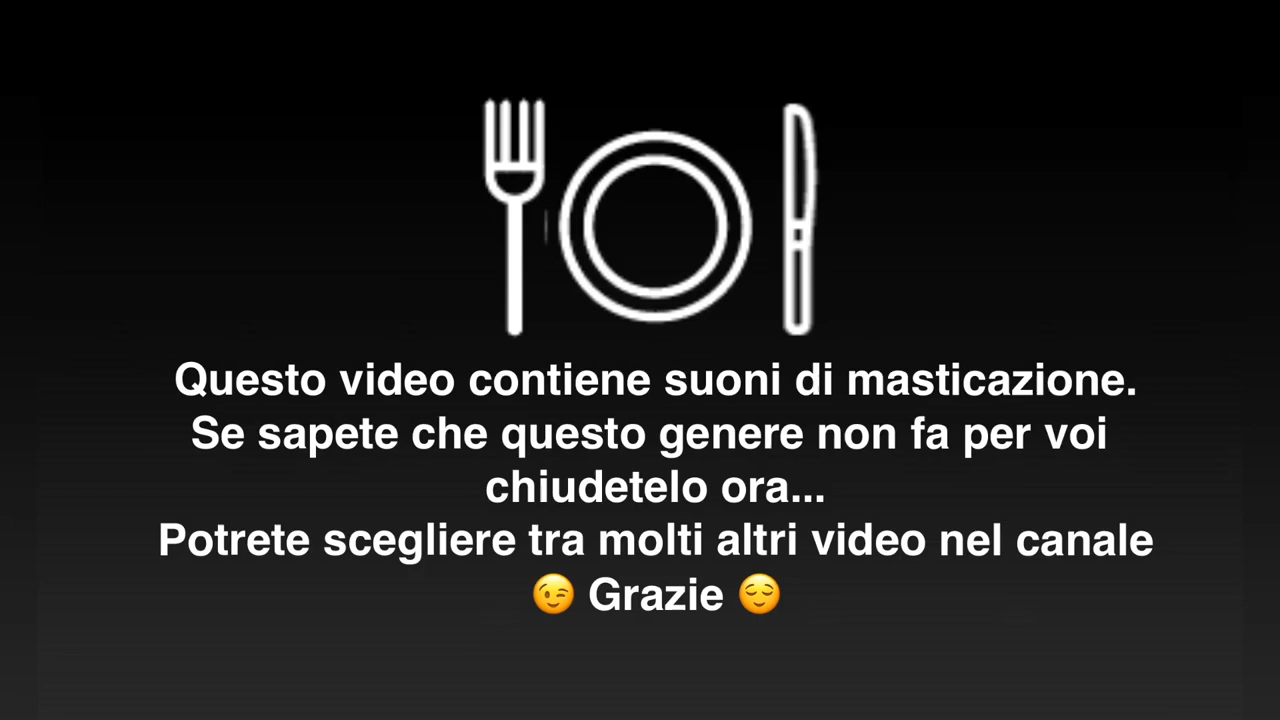 Questo video contiene suoni di masticazione.
Se sapete che questo genere non fa per voi
chiudetelo ora...
Potrete scegliere tra molti altri video nel canale
😉 Grazie 😌